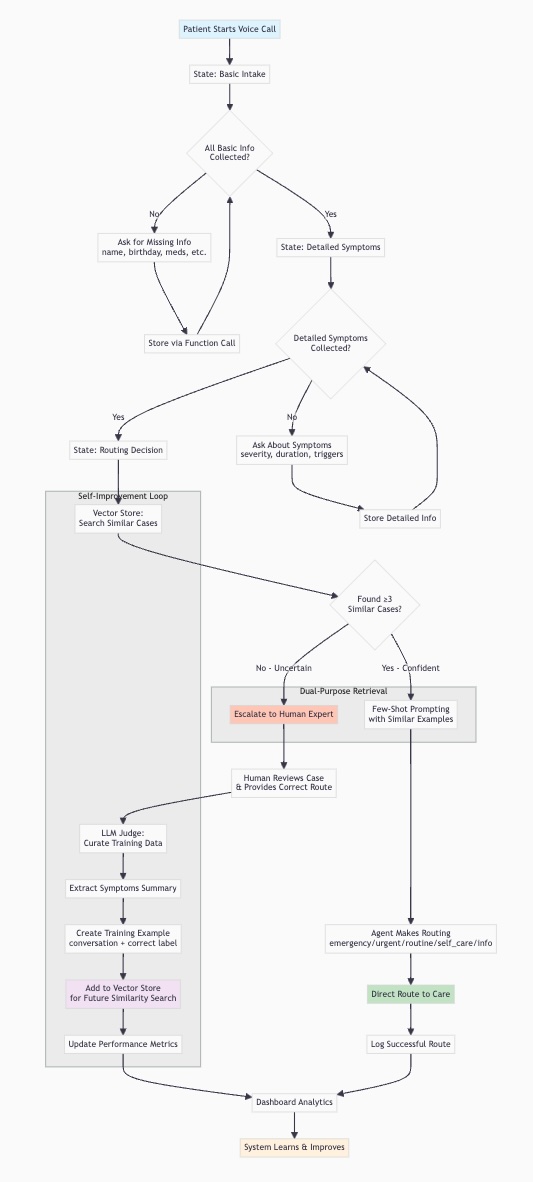 Patient Starts Voice Call
State: Basic Intake
All Basic Info
Collected?
No
Yes
Ask for Missing Info
name, birthday, meds, etc.
State: Detailed Symptoms
Store via Function Call
Detailed Symptoms
Collected?
Yes
No
State: Routing Decision
Ask About Symptoms
severity, duration, triggers
Self-Improvement Loop
Vector Store:
Search Similar Cases
Store Detailed Info
Found ≥3
Similar Cases?
No - Uncertain
Yes - Confident
Dual-Purpose Retrieval
Escalate to Human Expert
Few-Shot Prompting
with Similar Examples
Human Reviews Case
& Provides Correct Route
LLM Judge:
Curate Training Data
Extract Symptoms Summary
Create Training Example
conversation + correct label
Agent Makes Routing
emergency/urgent/routine/self_care/info
Add to Vector Store
for Future Similarity Search
Direct Route to Care
Update Performance Metrics
Log Successful Route
Dashboard Analytics
System Learns & Improves